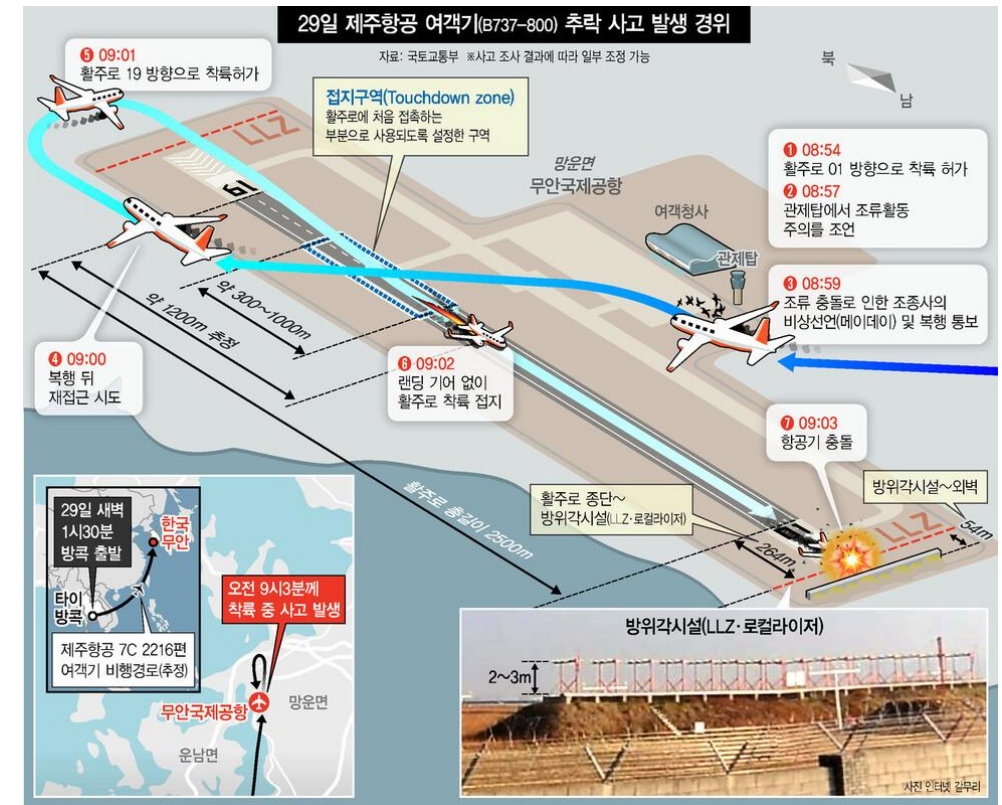 29일 제주항공 여객기(B737-800) 추락 사고 발생 경위
자료: 국토교통부 ※사고 조사 결과에 따라 일부 조정 가능
북
남
❺ 09:01
활주로 19 방향으로 착륙허가
접지구역(Touchdown zone)
활주로에 처음 접촉하는
부분으로 사용되도록 설정한 구역
LLZ
19
망운면
무안국제공항
여객청사
관제탑
❶ 08:54
활주로 01 방향으로 착륙 허가
❷ 08:57
관제탑에서 조류활동
주의를 조언
❸ 08:59
조류 충돌로 인한 조종사의
비상선언(메이데이) 및 복행 통보
약 300~1000m
약 1200m 추정
❹ 09:00
복행 뒤
재접근 시도
❻ 09:02
랜딩 기어 없이
활주로 착륙 접지
❼ 09:03
항공기 충돌
활주로 총길이 2500m
활주로 종단~
방위각시설(LLZ·로컬라이저)
264m
방위각시설~외벽
LLZ
54m
29일 새벽
1시30분
방콕 출발
한국
무안
타이
방콕
제주항공 7C 2216편
여객기 비행경로(추정)
오전 9시3분께
착륙 중 사고 발생
무안국제공항
망운면
운남면
방위각시설(LLZ·로컬라이저)
2~3m
사진 인터넷 갈무리